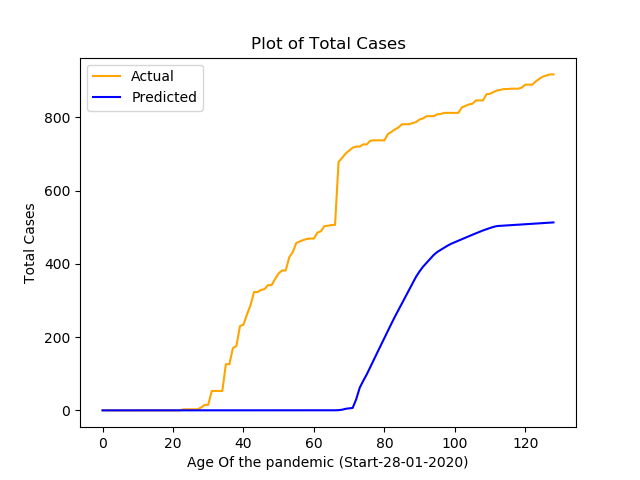 Plot of Total Cases
Actual
Predicted
Total Cases
800
600
400
200
0
0 20 40 60 80 100 120
Age Of the pandemic (Start-28-01-2020)